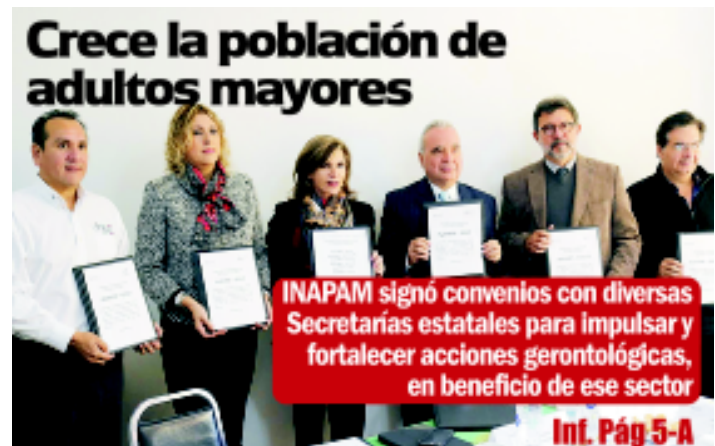 Crece la población de
adultos mayores
INAPAM signó convenios con diversas
Secretarías estatales para impulsar y
fortalecer acciones gerontológicas,
en beneficio de ese sector
Inf. Pág 5-A